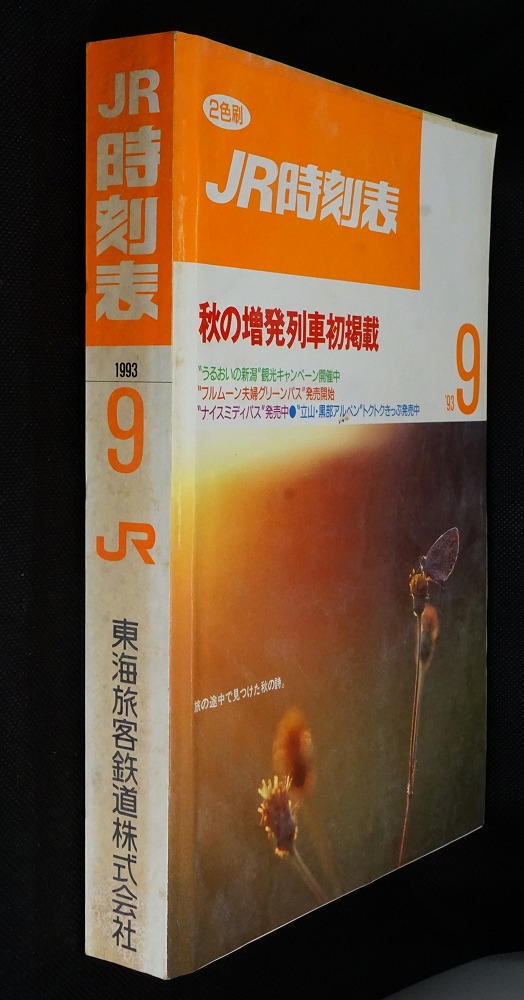 JR
時刻表
1993
9
JR
東海旅客鉄道株式会社
2色刷
JR時刻表
秋の増発列車初掲載
"うるおいの新潟"観光キャンペーン開催中
"フルムーン夫婦グリーンパス"発売開始
"ナイスミディパス"発売中●"立山・黒部アルペン"トクトクきっぷ発売中
'93
9
旅の途中で見つけた秋の詩。